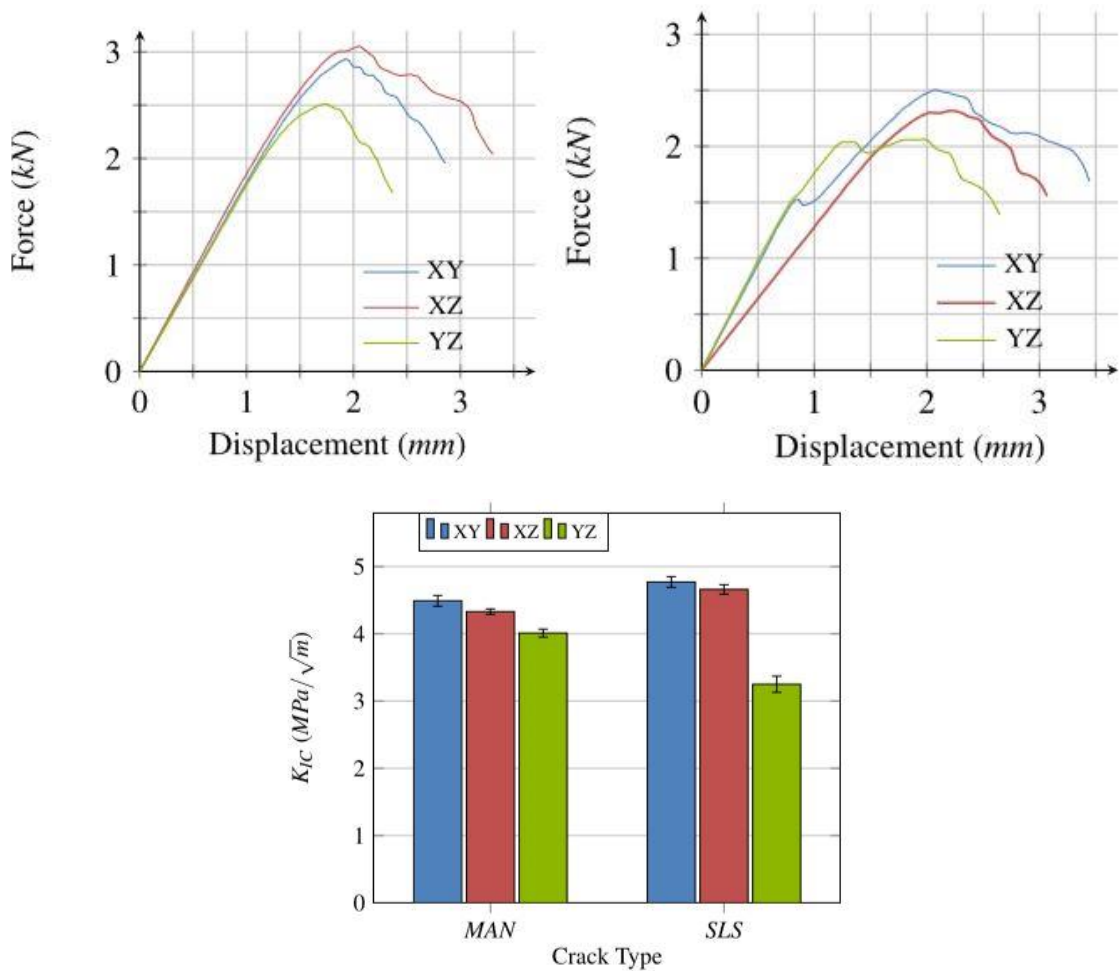 3
2
1
0
0 1 2 3
Force (kN)
Displacement (mm)
XY
XZ
YZ
3
2
1
0
0 1 2 3
Force (kN)
Displacement (mm)
XY
XZ
YZ
XY XZ YZ
5
4
3
2
1
0
K_IC (MPa/√m)
MAN SLS
Crack Type